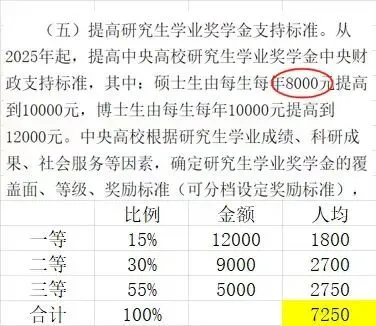 （五）提高研究生学业奖学金支持标准。从
2025年起，提高中央高校研究生学业奖学金中央财
政支持标准，其中：硕士生由每生每年8000元提高
到10000元，博士生由每生每年10000元提高到
12000元。中央高校根据研究生学业成绩、科研成
果、社会服务等因素，确定研究生学业奖学金的覆
盖面、等级、奖励标准（可分档设定奖励标准），
比例 金额 人均
一等 15% 12000 1800
二等 30% 9000 2700
三等 55% 5000 2750
合计 100% 7250